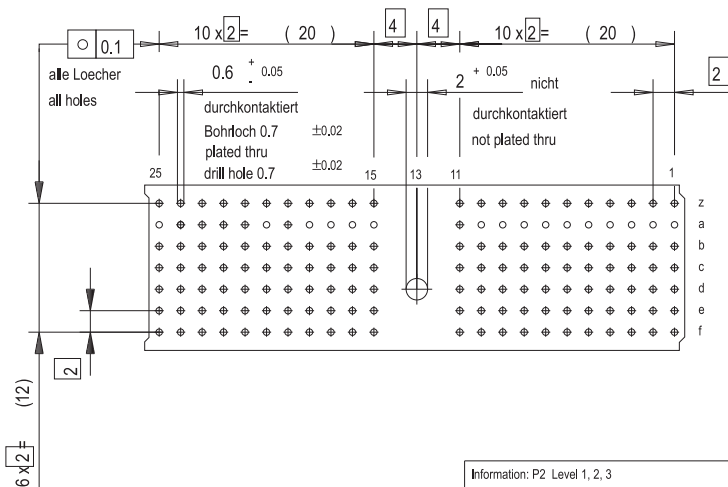 10 x 2 = ( 20 )
4
4
10 x 2 = ( 20 )
0.1
alle Loecher
all holes
0.6 + - 0.05
durchkontaktiert
Bohrloch 0.7 ±0.02
plated thru
drill hole 0.7 ±0.02
2 + 0.05 nicht
durchkontaktiert
not plated thru
2
25
15
13
11
1
z
a
b
c
d
e
f
2
6 x 2 = (12)
Information: P2 Level 1, 2, 3